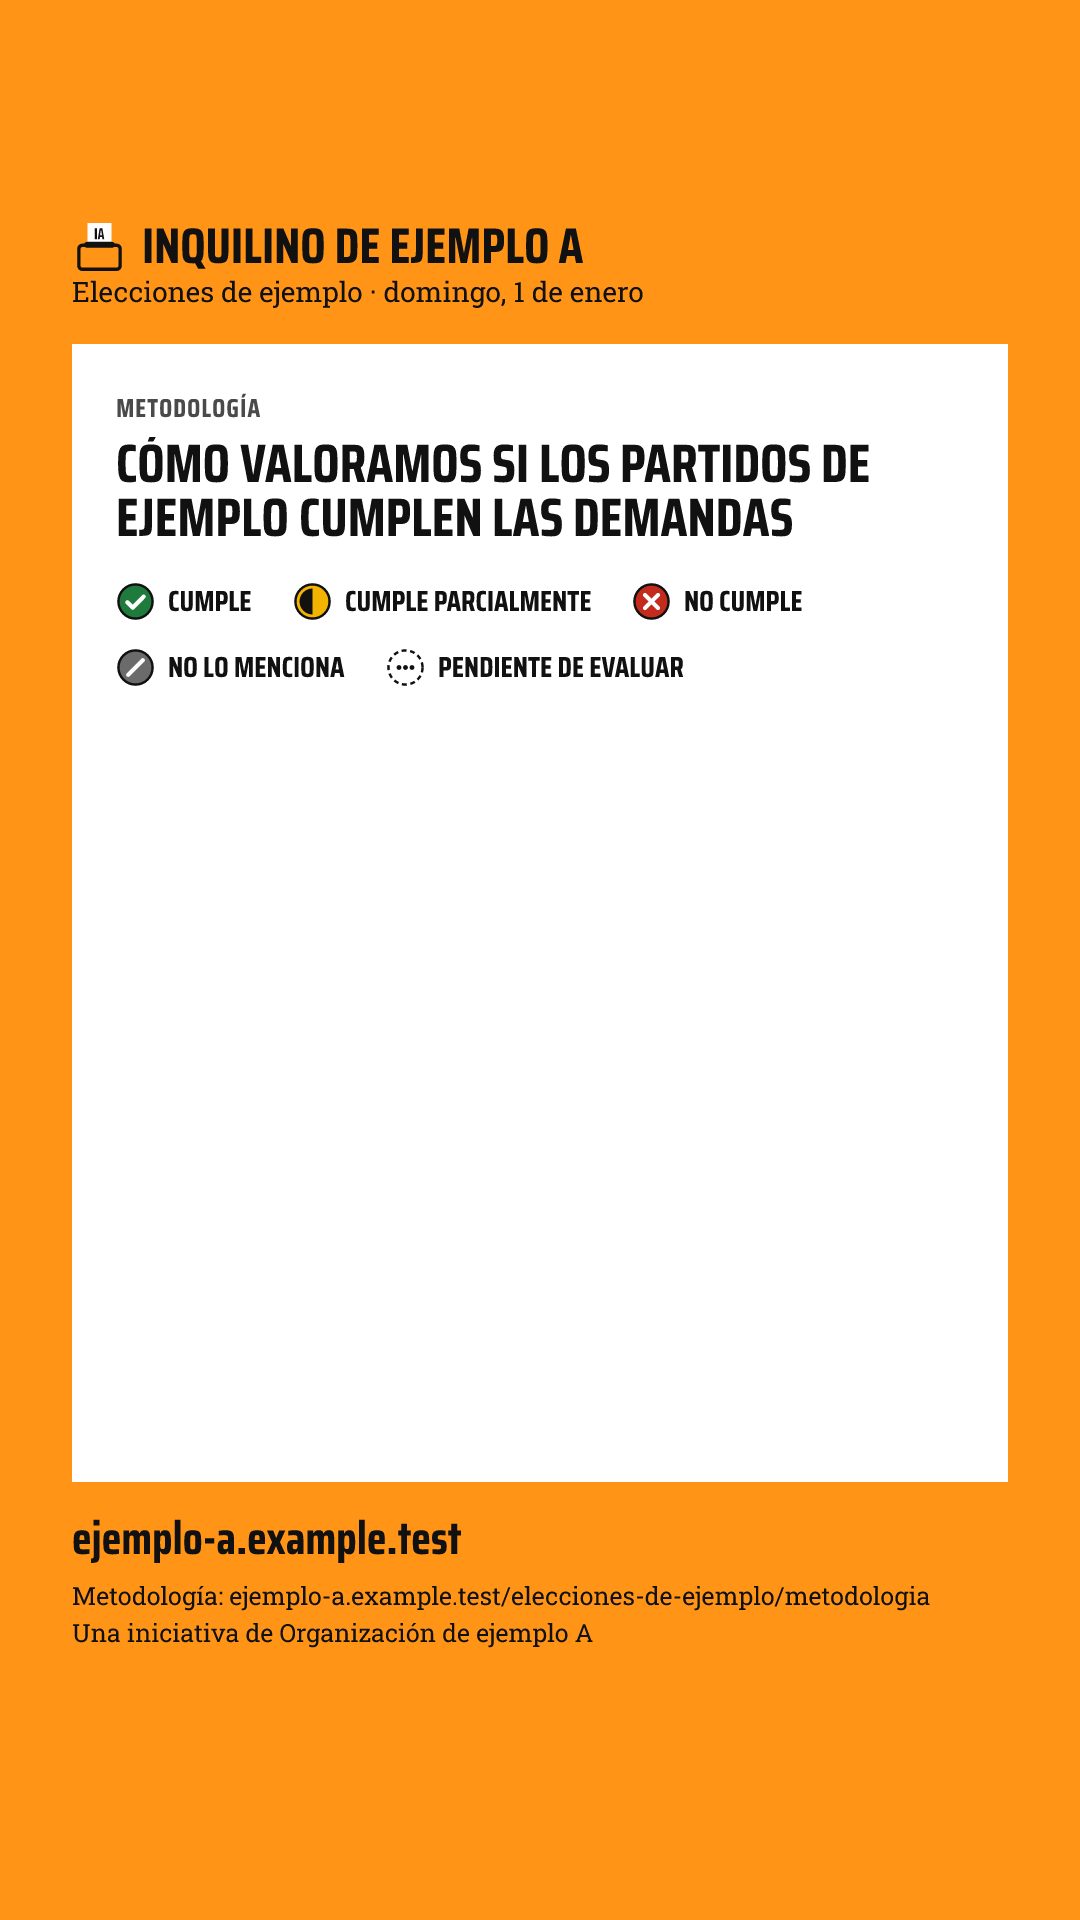 IA
INQUILINO DE EJEMPLO A
Elecciones de ejemplo · domingo, 1 de enero
METODOLOGÍA
CÓMO VALORAMOS SI LOS PARTIDOS DE
EJEMPLO CUMPLEN LAS DEMANDAS
CUMPLE CUMPLE PARCIALMENTE NO CUMPLE
NO LO MENCIONA PENDIENTE DE EVALUAR
ejemplo-a.example.test
Metodología: ejemplo-a.example.test/elecciones-de-ejemplo/metodologia
Una iniciativa de Organización de ejemplo A